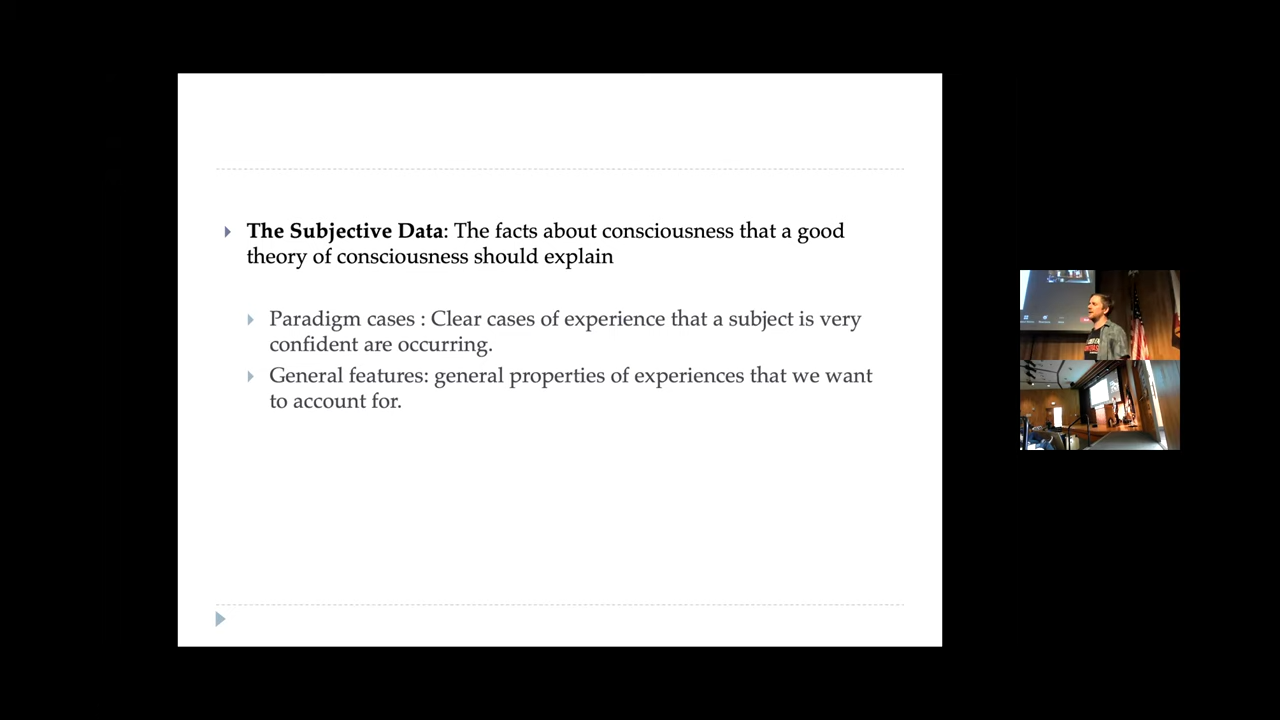 The Subjective Data: The facts about consciousness that a good
theory of consciousness should explain
Paradigm cases : Clear cases of experience that a subject is very
confident are occurring.
General features: general properties of experiences that we want
to account for.